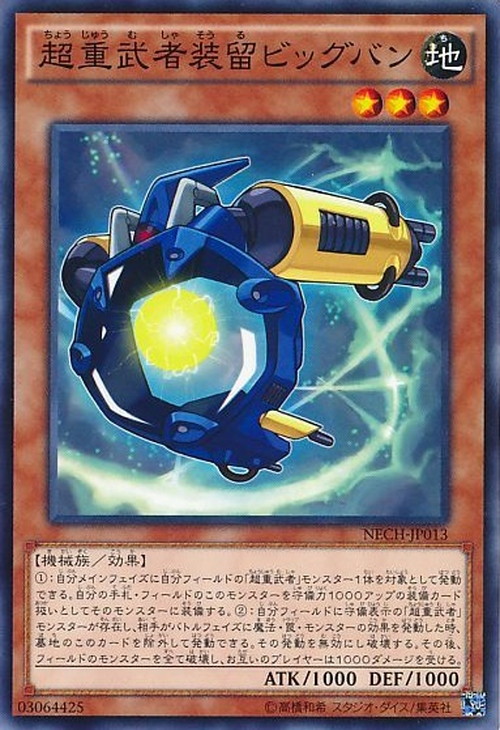 ちょうじゅう む しゃ そう る
超重武者装留ビッグバン
ち
地
NECH-JP013
【機械族／効果】
①：自分メインフェイズに自分フィールドの「超重武者」モンスター1体を対象として発動
できる。自分の手札・フィールドのこのモンスターを守備力1000アップの装備カード
扱いとしてそのモンスターに装備する。②：自分フィールドに守備表示の「超重武者」
モンスターが存在し、相手がバトルフェイズに魔法・罠・モンスターの効果を発動した時、
墓地のこのカードを除外して発動できる。その発動を無効にし破壊する。その後、
フィールドのモンスターを全て破壊し、お互いのプレイヤーは1000ダメージを受ける。
ATK/1000 DEF/1000
03064425
©高橋和希 スタジオ・ダイス/集英社